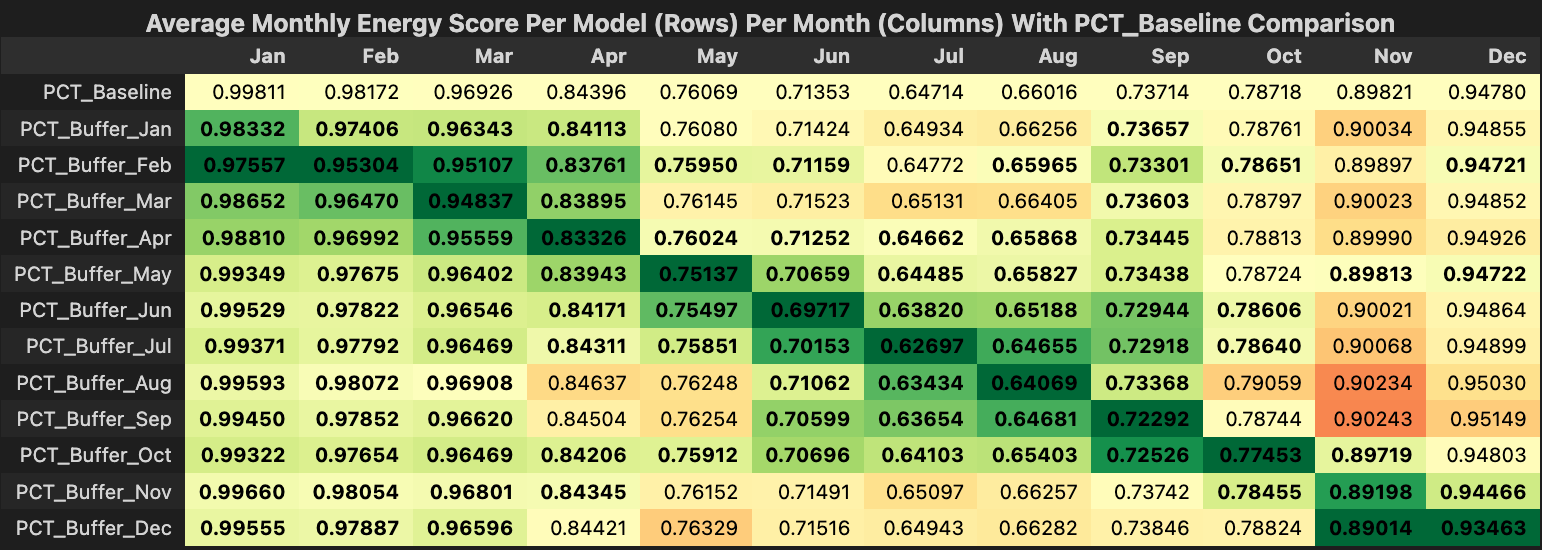 Average Monthly Energy Score Per Model (Rows) Per Month (Columns) With PCT_Baseline Comparison
Jan Feb Mar Apr May Jun Jul Aug Sep Oct Nov Dec
PCT_Baseline 0.99811 0.98172 0.96926 0.84396 0.76069 0.71353 0.64714 0.66016 0.73714 0.78718 0.89821 0.94780
PCT_Buffer_Jan 0.98332 0.97406 0.96343 0.84113 0.76080 0.71424 0.64934 0.66256 0.73657 0.78761 0.90034 0.94855
PCT_Buffer_Feb 0.97557 0.95304 0.95107 0.83761 0.75950 0.71159 0.64772 0.65965 0.73301 0.78651 0.89897 0.94721
PCT_Buffer_Mar 0.98652 0.96470 0.94837 0.83895 0.76145 0.71523 0.65131 0.66405 0.73603 0.78797 0.90023 0.94852
PCT_Buffer_Apr 0.98810 0.96992 0.95559 0.83326 0.76024 0.71252 0.64662 0.65868 0.73445 0.78813 0.89990 0.94926
PCT_Buffer_May 0.99349 0.97675 0.96402 0.83943 0.75137 0.70659 0.64485 0.65827 0.73438 0.78724 0.89813 0.94722
PCT_Buffer_Jun 0.99529 0.97822 0.96546 0.84171 0.75497 0.69717 0.63820 0.65188 0.72944 0.78606 0.90021 0.94864
PCT_Buffer_Jul 0.99371 0.97792 0.96469 0.84311 0.75851 0.70153 0.62697 0.64655 0.72918 0.78640 0.90068 0.94899
PCT_Buffer_Aug 0.99593 0.98072 0.96908 0.84637 0.76248 0.71062 0.63434 0.64069 0.73368 0.79059 0.90234 0.95030
PCT_Buffer_Sep 0.99450 0.97852 0.96620 0.84504 0.76254 0.70599 0.63654 0.64681 0.72292 0.78744 0.90243 0.95149
PCT_Buffer_Oct 0.99322 0.97654 0.96469 0.84206 0.75912 0.70696 0.64103 0.65403 0.72526 0.77453 0.89719 0.94803
PCT_Buffer_Nov 0.99660 0.98054 0.96801 0.84345 0.76152 0.71491 0.65097 0.66257 0.73742 0.78455 0.89198 0.94466
PCT_Buffer_Dec 0.99555 0.97887 0.96596 0.84421 0.76329 0.71516 0.64943 0.66282 0.73846 0.78824 0.89014 0.93463